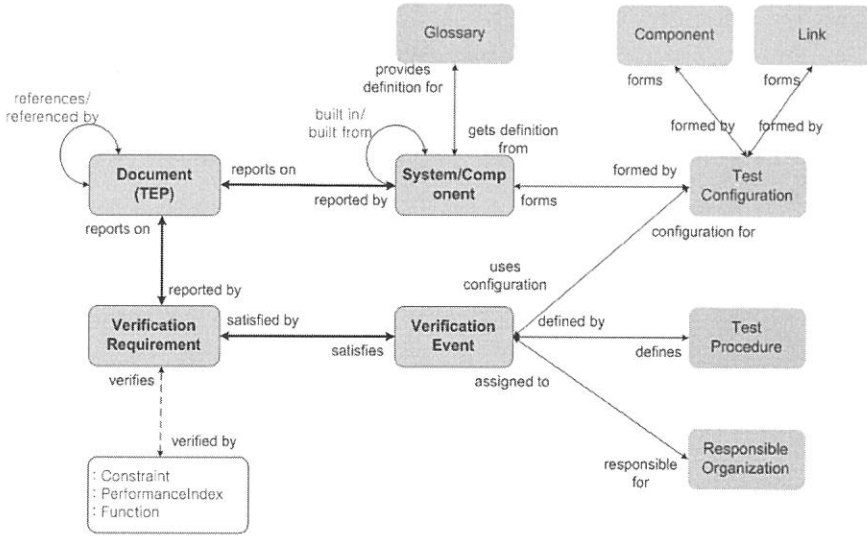 Glossary
Component
Link
provides
definition for
forms
forms
references/
referenced by
built in/
built from
gets definition
from
formed by
formed by
Document
(TEP)
reports on
reported by
System/Comp
onent
formed by
forms
Test
Configuration
reports on
configuration for
uses
configuration
reported by
Verification
Requirement
satisfied by
satisfies
Verification
Event
defined by
defines
Test
Procedure
verifies
assigned to
verified by
responsible
for
Responsible
Organization
: Constraint
: PerformanceIndex
: Function